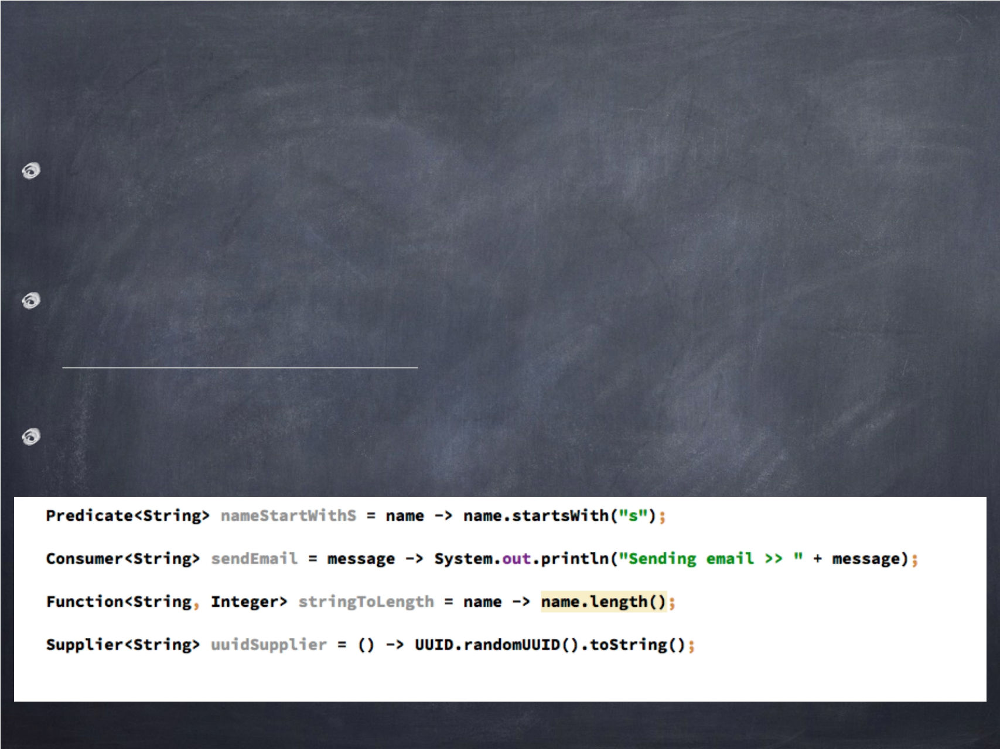 Predicate<String> nameStartWithS = name -> name.startsWith("s");
Consumer<String> sendEmail = message -> System.out.println("Sending email >> " + message);
Function<String, Integer> stringToLength = name -> name.length();
Supplier<String> uuidSupplier = () -> UUID.randomUUID().toString();